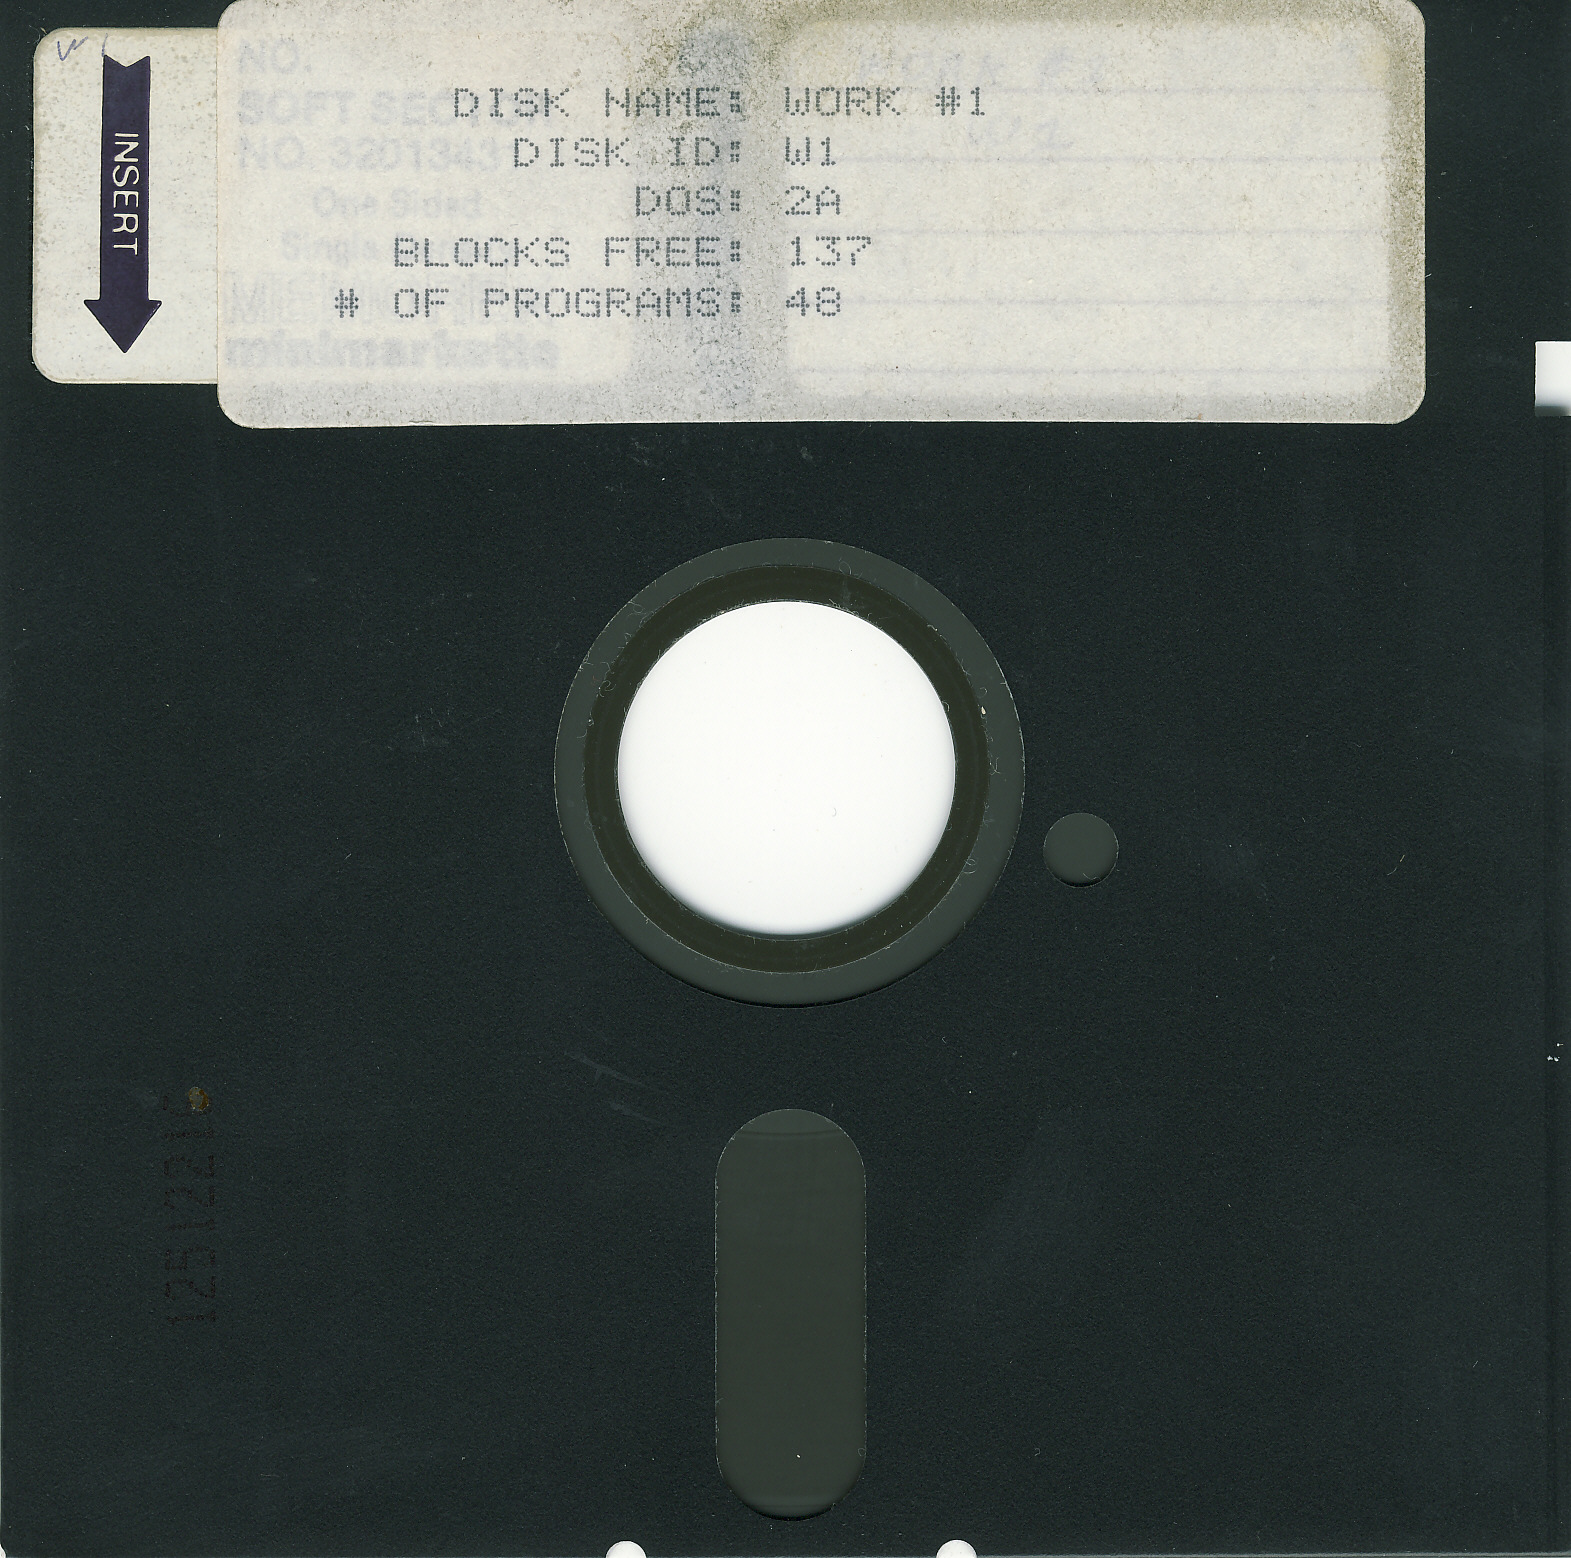 W1
INSERT
NO.
SOFT SEC
NO. 3201343
One Sided
Single
DISK NAME: WORK #1
DISK ID: W1
DOS: 2A
BLOCKS FREE: 137
# OF PROGRAMS: 48